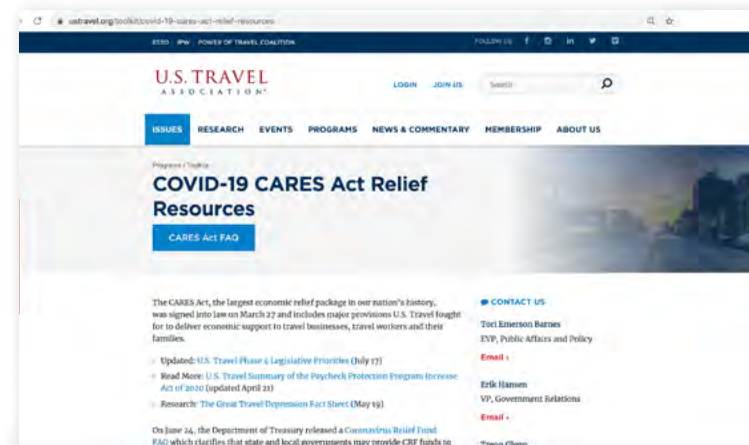 ustravel.org/toolkit/covid-19-cares-act-relief-resources
ESTO IPW POWER OF TRAVEL COALITION
FOLLOW US
U.S. TRAVEL
ASSOCIATION
LOGIN JOIN US Search
ISSUES RESEARCH EVENTS PROGRAMS NEWS & COMMENTARY MEMBERSHIP ABOUT US
Programs / Toolkit
COVID-19 CARES Act Relief
Resources
CARES Act FAQ
The CARES Act, the largest economic relief package in our nation's history,
was signed into law on March 27 and includes major provisions U.S. Travel fought
for to deliver economic support to travel businesses, travel workers and their
families.
Updated: U.S. Travel Phase 4 Legislative Priorities (July 17)
Read More: U.S. Travel Summary of the Paycheck Protection Program Increase
Act of 2020 (updated April 21)
Research: The Great Travel Depression Fact Sheet (May 19)
On June 24, the Department of Treasury released a Coronavirus Relief Fund
FAQ which clarifies that state and local governments may provide CRF funds to
CONTACT US
Tori Emerson Barnes
EVP, Public Affairs and Policy
Email ›
Erik Hansen
VP, Government Relations
Email ›
Glenn